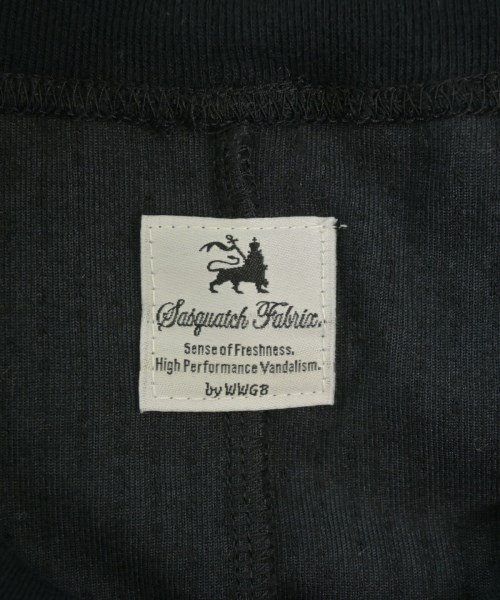 Sasquatch Fabrix.
Sense of Freshness.
High Performance Vandalism.
by WWGB